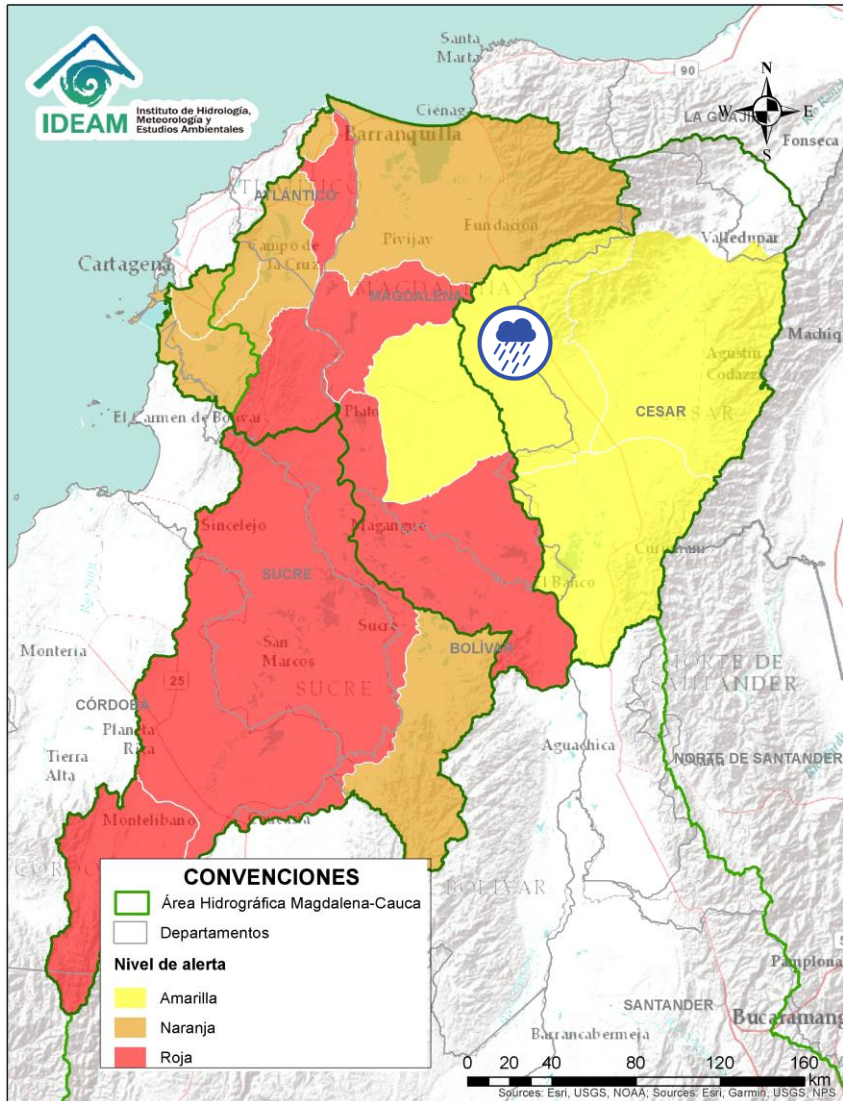 IDEAM
Instituto de Hidrología,
Meteorología y
Estudios Ambientales
Santa
Marta
90
N
W
E
S
LA GUAJI
Ciénaga
Fonseca
Barranquilla
ATLÁNTICO
Valledupar
Campo de
la Cruz
Pivijay
Fundación
Cartagena
MAGDALENA
Machiq
Agustín
Codazzi
CESAR
El Carmen de Bolívar
Plato
Sincelejo
Magangué
SUCRE
El Banco
Sucre
BOLÍVAR
Montería
San
Marcos
SUCRE
NORTE DE
SANTANDER
25
CÓRDOBA
Planeta
Rica
Aguachica
NORTE DE SANTANDER
Tierra
Alta
Montelíbano
BOLÍVAR
CONVENCIONES
Área Hidrográfica Magdalena-Cauca
Departamentos
Nivel de alerta
Amarilla
Naranja
Roja
Pamplona
SANTANDER
Bucaramang
Barrancabermeja
0 20 40 80 120 160
km
Sources: Esri, USGS, NOAA; Sources: Esri, Garmin, USGS, NPS